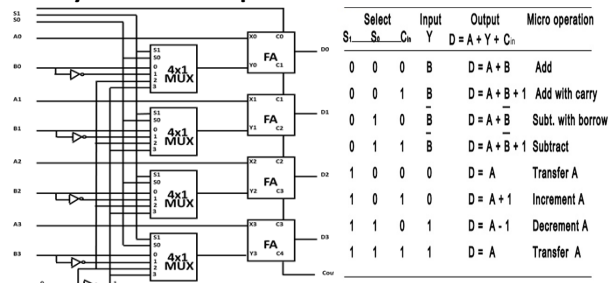 S1
S0
A0
B0
S1
S0
0
1
2
3
4x1
MUX
X0 C0
FA
Y0 C1
D0
A1
B1
S1
S0
0
1
2
3
4x1
MUX
X1 C1
FA
Y1 C2
D1
A2
B2
S1
S0
0
1
2
3
4x1
MUX
X2 C2
FA
Y2 C3
D2
A3
B3
S1
S0
0
1
2
3
4x1
MUX
X3 C3
FA
Y3 C4
D3
Cou
Select Input Output Micro operation
S₁ S₀ Cᵢₙ Y D = A + Y + Cᵢₙ
0 0 0 B D = A + B Add
0 0 1 B D = A + B + 1 Add with carry
0 1 0 B̅ D = A + B̅ Subt. with borrow
0 1 1 B̅ D = A + B̅ + 1 Subtract
1 0 0 0 D = A Transfer A
1 0 1 0 D = A + 1 Increment A
1 1 0 1 D = A - 1 Decrement A
1 1 1 1 D = A Transfer A